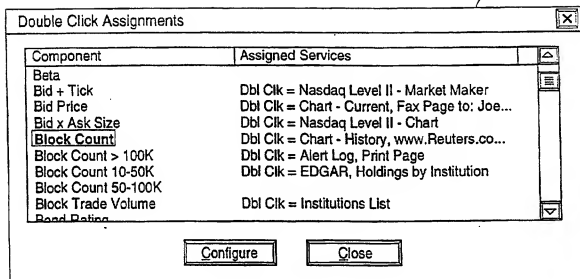 Double Click Assignments
Component Assigned Services
Beta
Bid + Tick Dbl Clk = Nasdaq Level II - Market Maker
Bid Price Dbl Clk = Chart - Current, Fax Page to: Joe...
Bid x Ask Size Dbl Clk = Nasdaq Level II - Chart
Block Count Dbl Clk = Chart - History, www.Reuters.co...
Block Count > 100K Dbl Clk = Alert Log, Print Page
Block Count 10-50K Dbl Clk = EDGAR, Holdings by Institution
Block Count 50-100K
Block Trade Volume Dbl Clk = Institutions List
Bond Rating
Configure Close